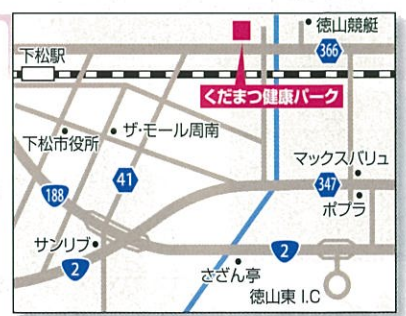 徳山競艇
366
下松駅
くだまつ健康パーク
下松市役所
ザ・モール周南
マックスバリュ
41
347
188
ポプラ
サンリブ
2
2
さざん亭
徳山東 I.C